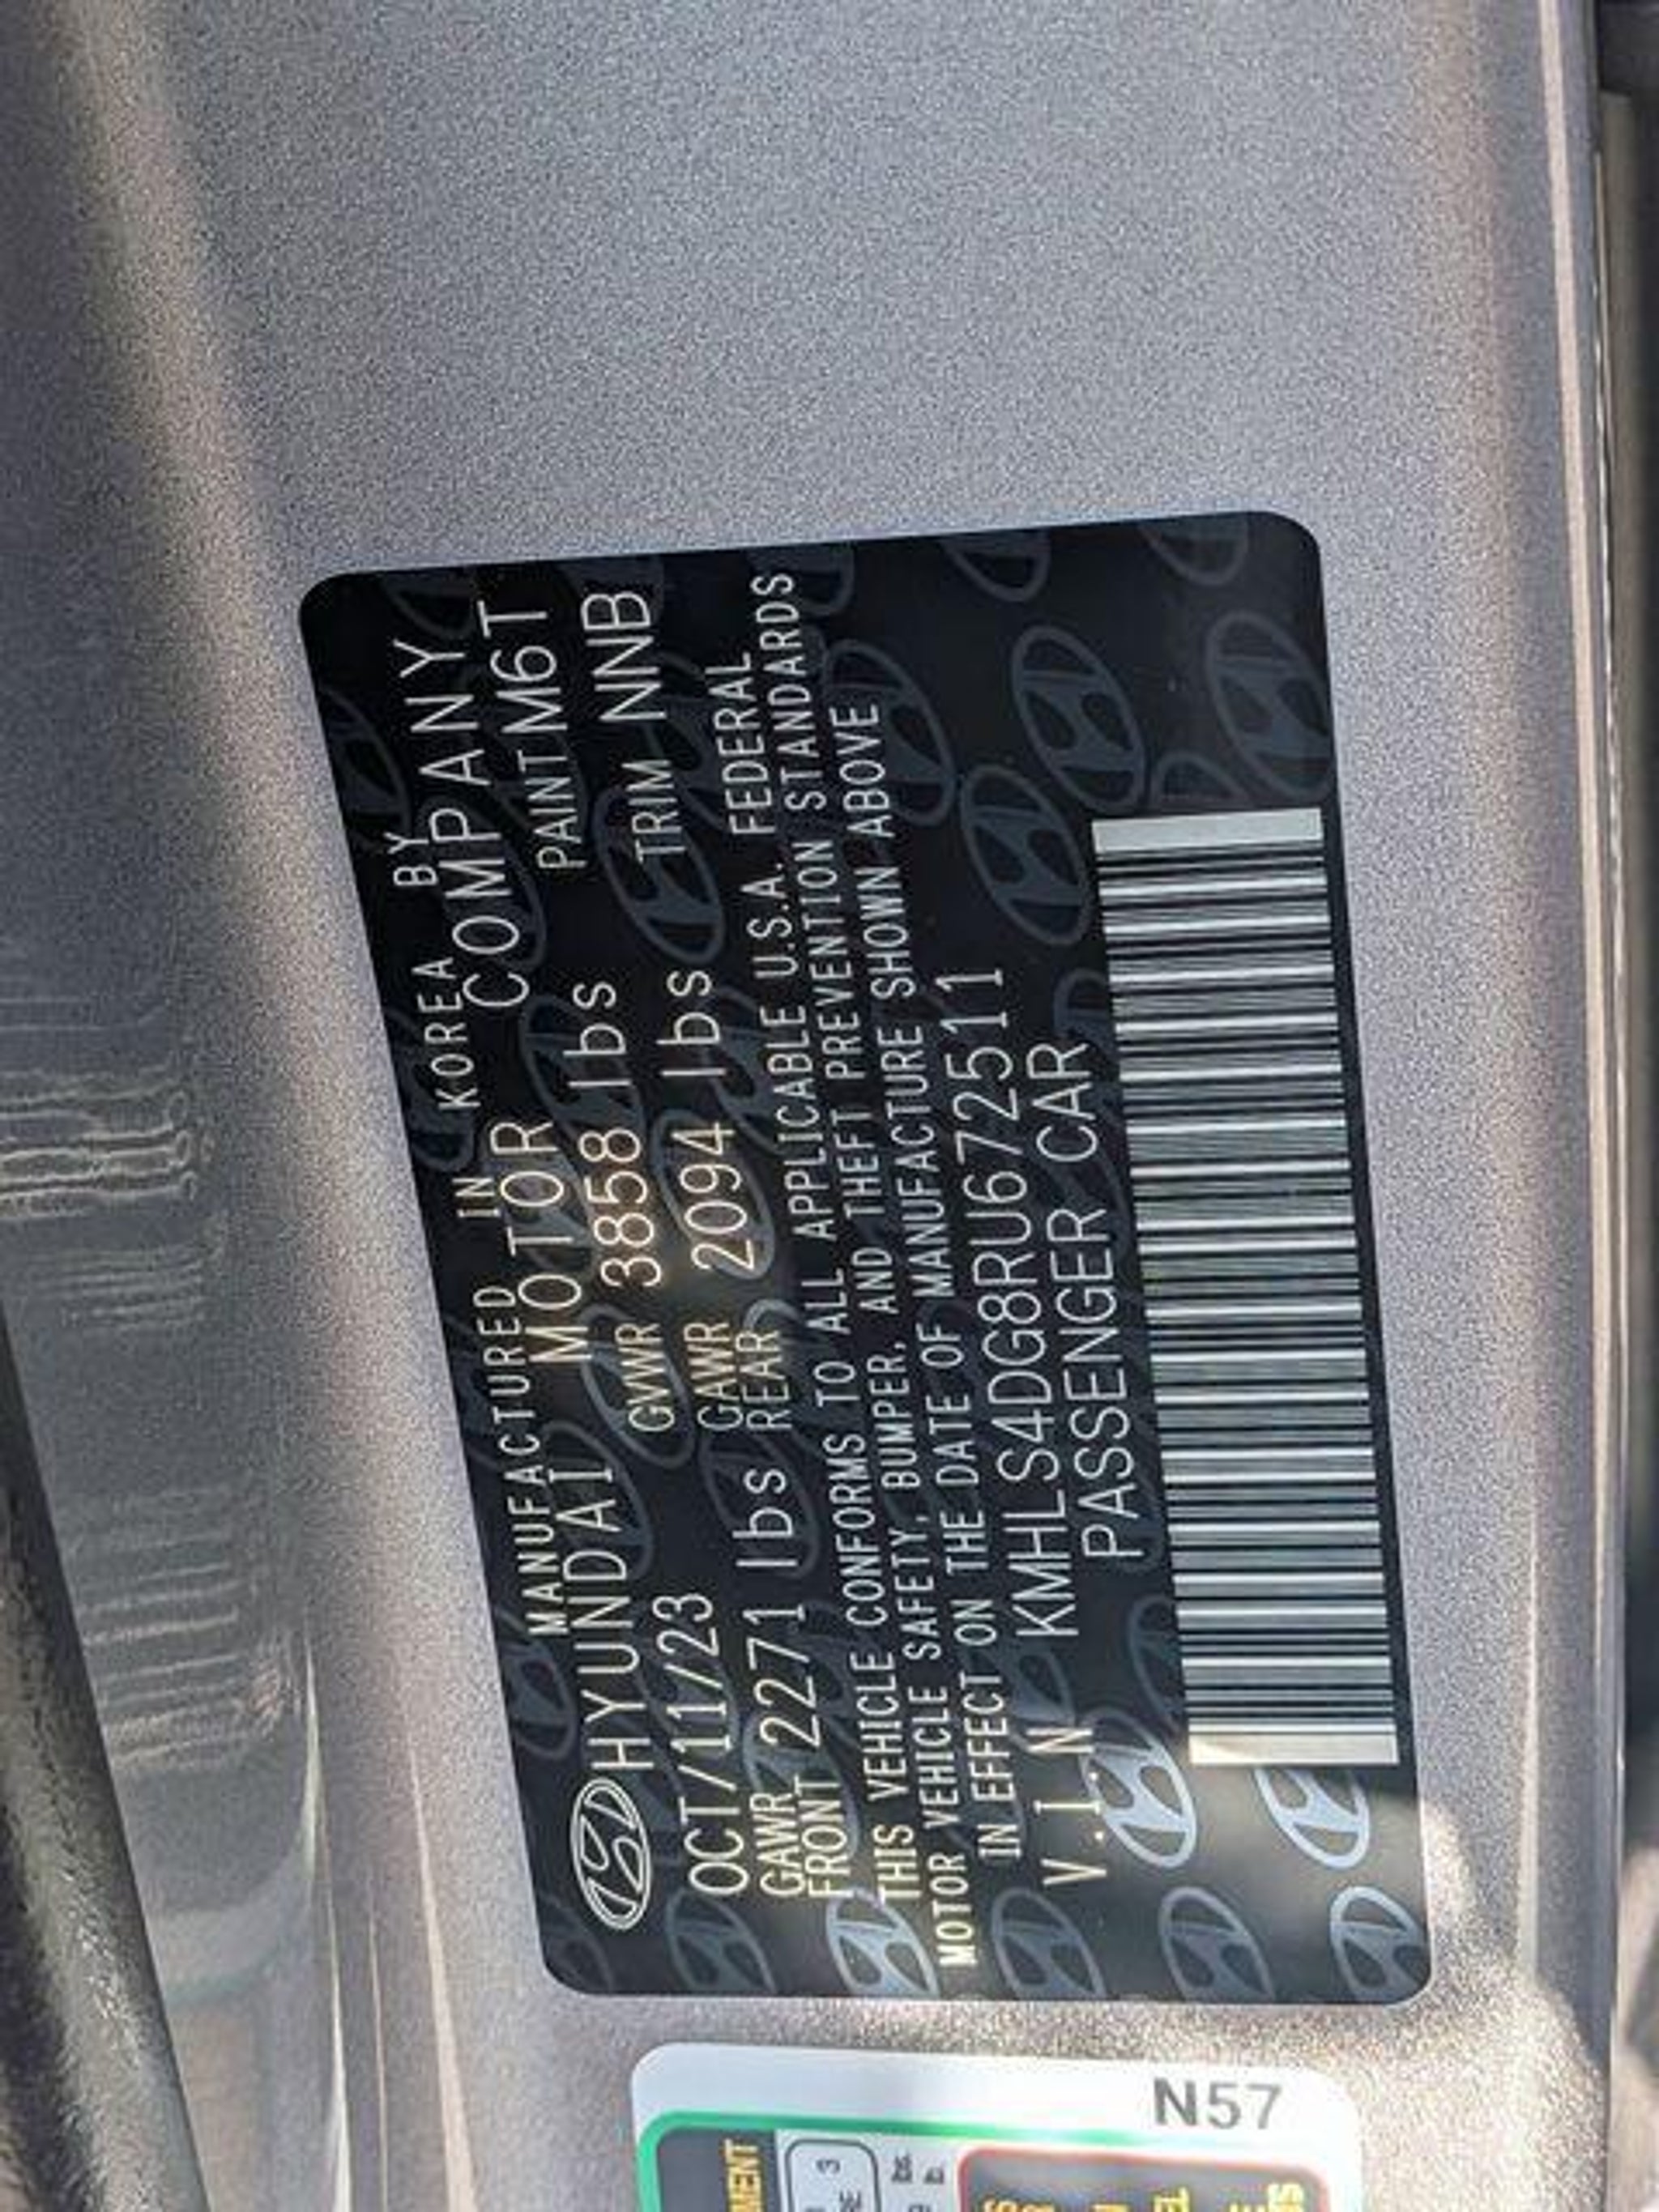 MANUFACTURED IN KOREA BY
HYUNDAI MOTOR COMPANY
OCT/11/23 GVWR 3858 lbs PAINT M6T
GAWR FRONT 2271 lbs GAWR REAR 2094 lbs TRIM NNB
THIS VEHICLE CONFORMS TO ALL APPLICABLE U.S.A. FEDERAL
MOTOR VEHICLE SAFETY, BUMPER, AND THEFT PREVENTION STANDARDS
IN EFFECT ON THE DATE OF MANUFACTURE SHOWN ABOVE
V.I.N KMHLS4DG8RU672511
PASSENGER CAR
N57